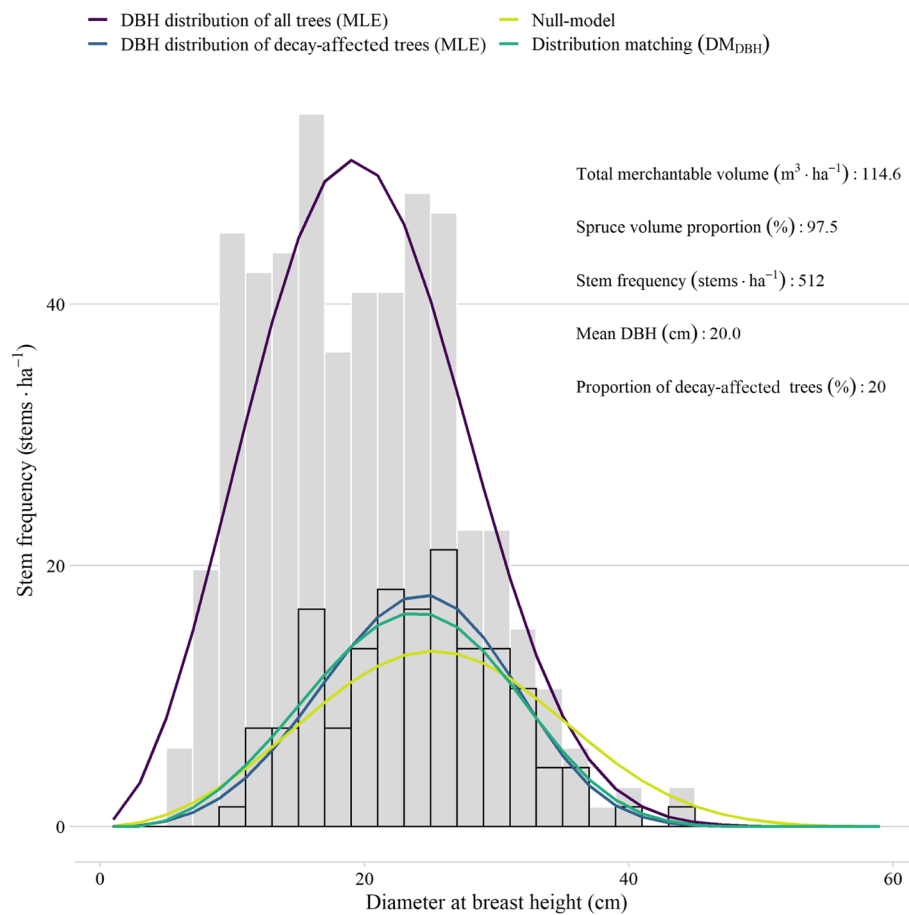 DBH distribution of all trees (MLE)
Null-model
DBH distribution of decay-affected trees (MLE)
Distribution matching (DM_DBH)
Total merchantable volume (m³ · ha⁻¹) : 114.6
Spruce volume proportion (%) : 97.5
Stem frequency (stems · ha⁻¹) : 512
Mean DBH (cm) : 20.0
Proportion of decay-affected trees (%) : 20
Stem frequency (stems · ha⁻¹)
40
20
0
0
20
40
60
Diameter at breast height (cm)